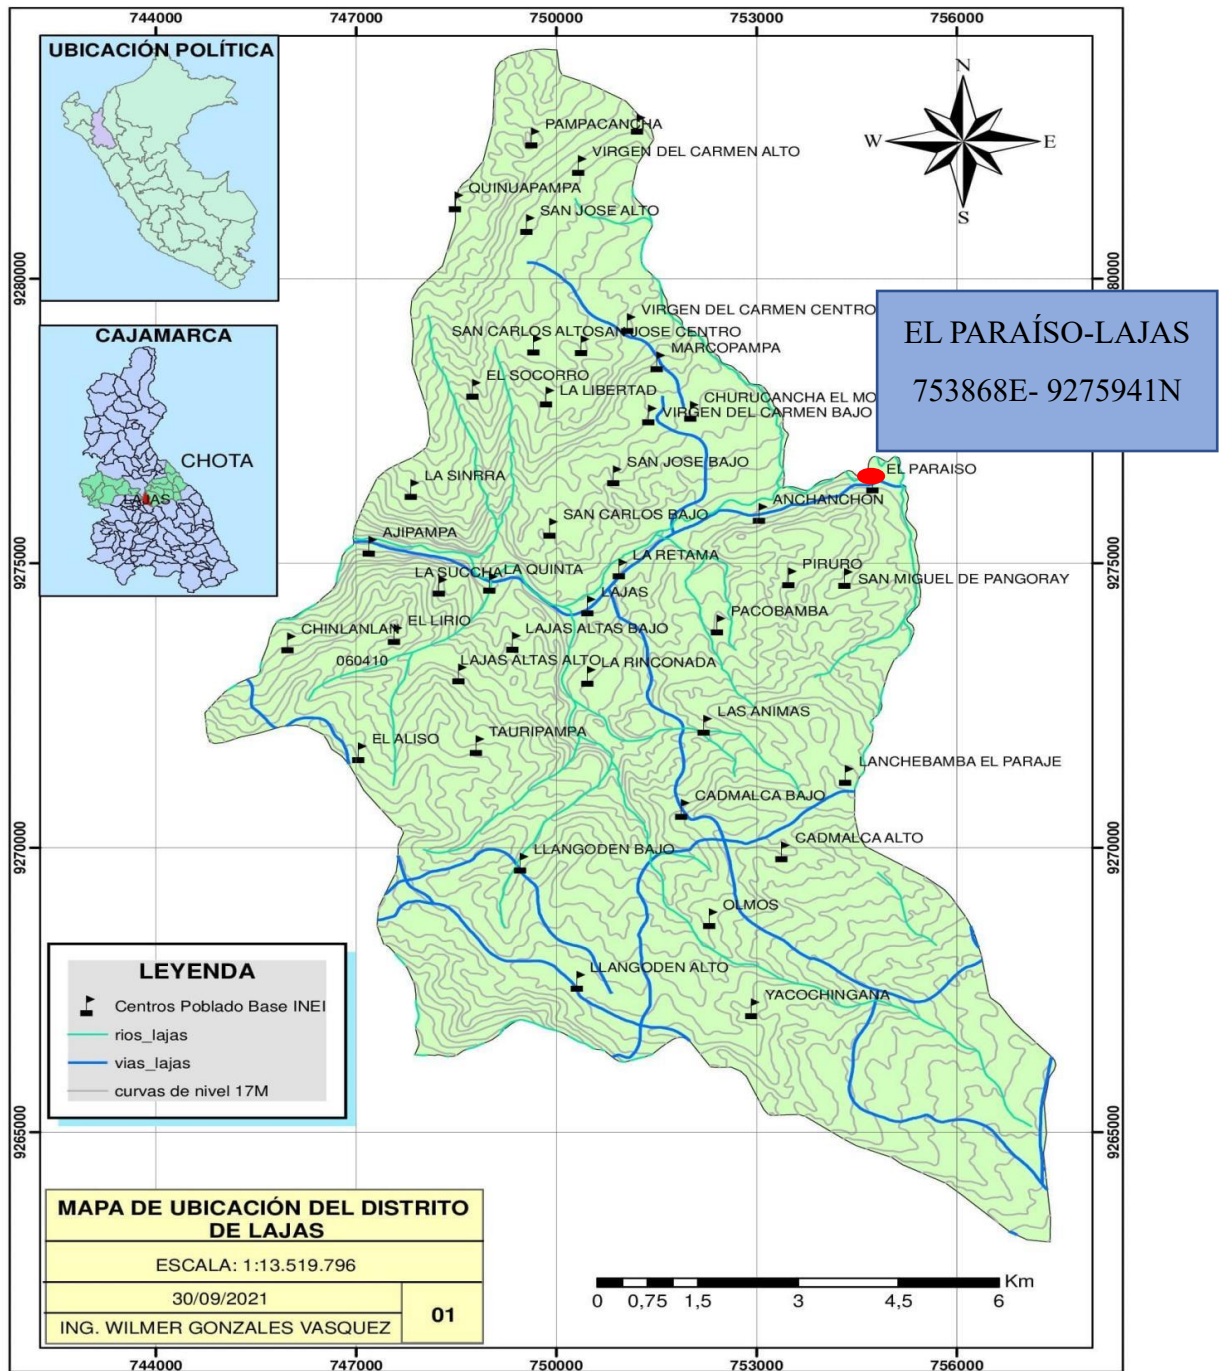 744000
747000
750000
753000
756000
UBICACIÓN POLÍTICA
N
W
E
S
PAMPACANCHA
VIRGEN DEL CARMEN ALTO
QUINUAPAMPA
SAN JOSE ALTO
9280000
80000
VIRGEN DEL CARMEN CENTRO
EL PARAÍSO-LAJAS
753868E- 9275941N
CAJAMARCA
CHOTA
LAJAS
SAN CARLOS ALTO
SAN JOSE CENTRO
MARCOPAMPA
EL SOCORRO
LA LIBERTAD
CHURUCANCHA EL MO
VIRGEN DEL CARMEN BAJO
SAN JOSE BAJO
EL PARAISO
LA SINRRA
ANCHANCHON
SAN CARLOS BAJO
AJIPAMPA
LA RETAMA
9275000
9275000
LA SUCCHA
LA QUINTA
PIRURO
SAN MIGUEL DE PANGORAY
LAJAS
PACOBAMBA
CHINLANLAN
EL LIRIO
LAJAS ALTAS BAJO
060410
LAJAS ALTAS ALTO
LA RINCONADA
LAS ANIMAS
EL ALISO
TAURIPAMPA
LANCHEBAMBA EL PARAJE
CADMALCA BAJO
CADMALCA ALTO
9270000
9270000
LLANGODEN BAJO
OLMOS
LLANGODEN ALTO
YACOCHINGANA
LEYENDA
Centros Poblado Base INEI
rios_lajas
vias_lajas
curvas de nivel 17M
9265000
9265000
MAPA DE UBICACIÓN DEL DISTRITO
DE LAJAS
ESCALA: 1:13.519.796
30/09/2021
ING. WILMER GONZALES VASQUEZ
01
Km
0 0,75 1,5 3 4,5 6
744000
747000
750000
753000
756000